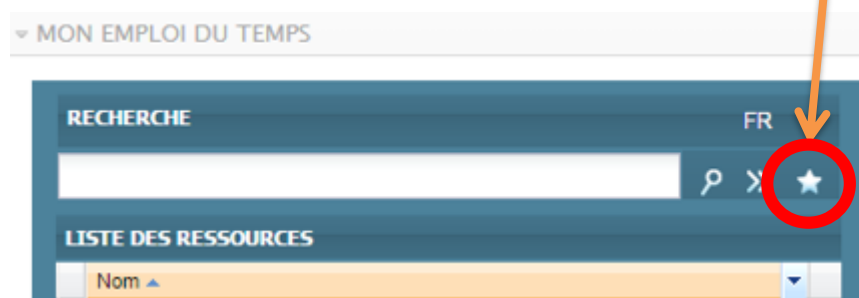 MON EMPLOI DU TEMPS
RECHERCHE
FR
LISTE DES RESSOURCES
Nom